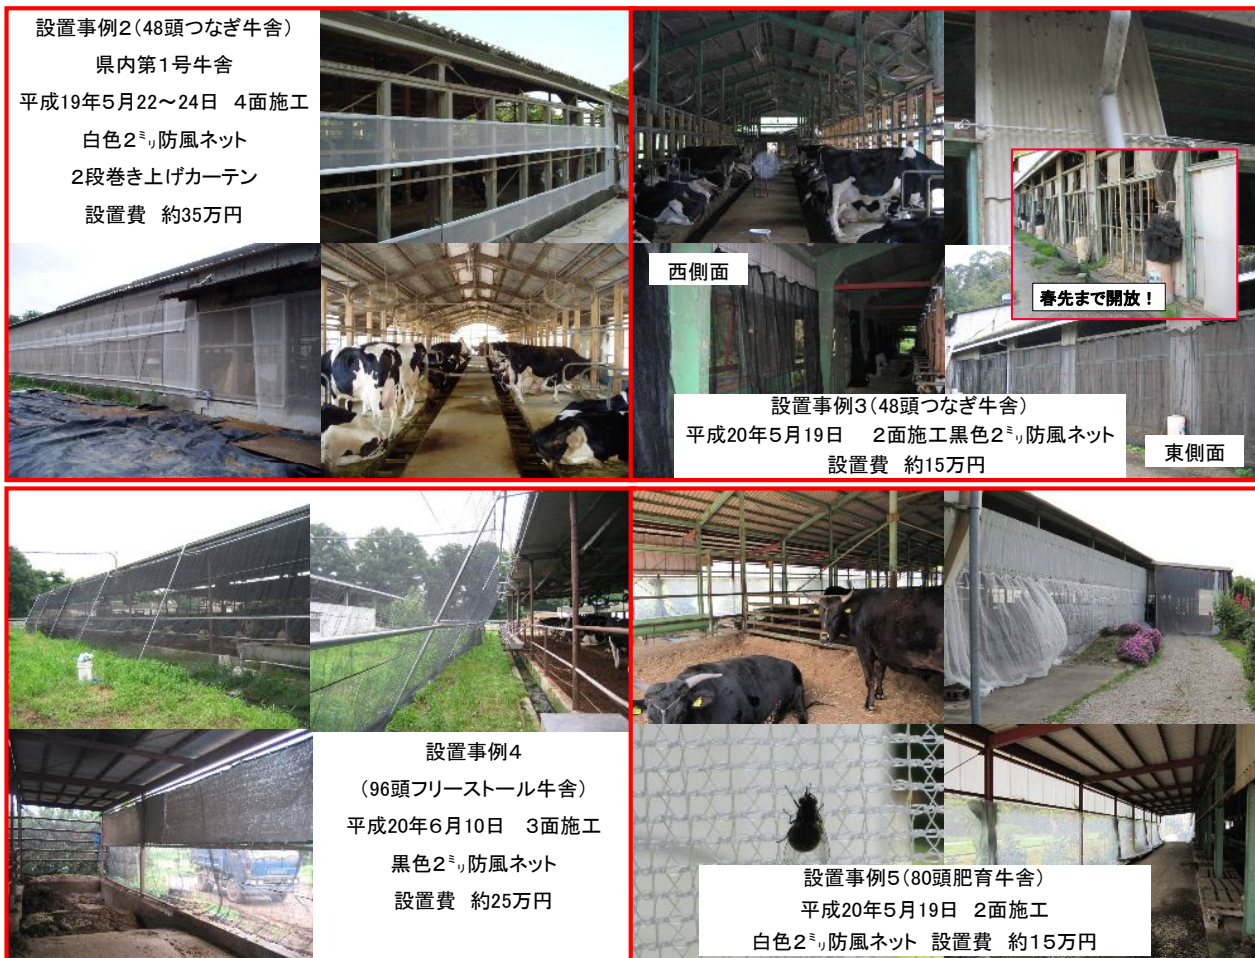 設置事例2(48頭つなぎ牛舎)
県内第1号牛舎
平成19年5月22~24日 4面施工
白色2㍉防風ネット
2段巻き上げカーテン
設置費 約35万円
春先まで開放!
西側面
設置事例3(48頭つなぎ牛舎)
平成20年5月19日 2面施工黒色2㍉防風ネット
設置費 約15万円
東側面
設置事例4
(96頭フリーストール牛舎)
平成20年6月10日 3面施工
黒色2㍉防風ネット
設置費 約25万円
設置事例5(80頭肥育牛舎)
平成20年5月19日 2面施工
白色2㍉防風ネット 設置費 約15万円